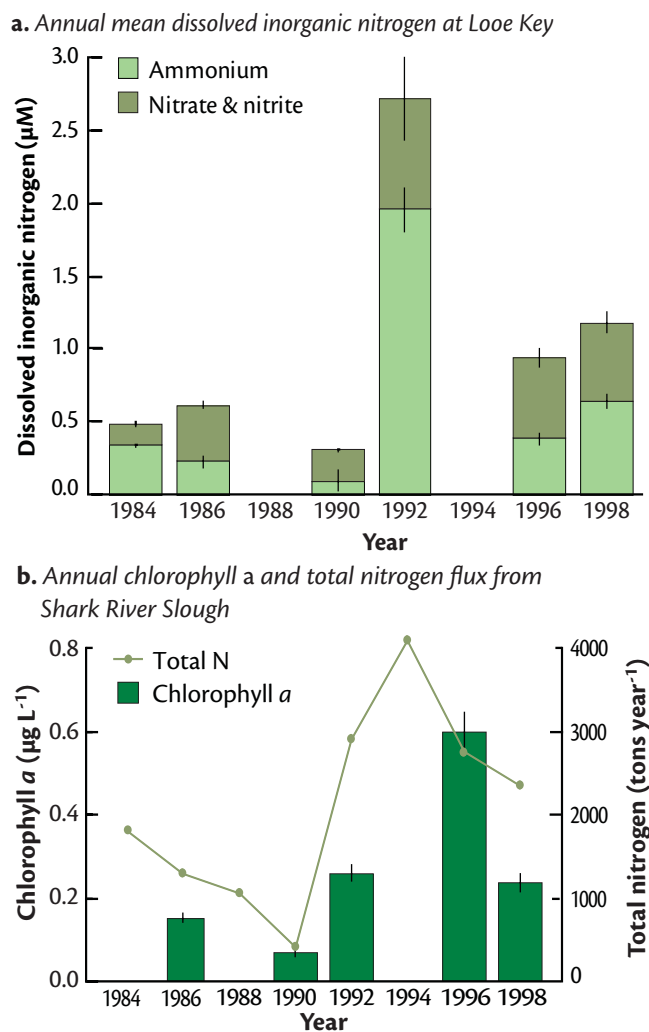 a. Annual mean dissolved inorganic nitrogen at Looe Key
3.0
2.5
2.0
1.5
1.0
0.5
0.0
Dissolved inorganic nitrogen (µM)
Ammonium
Nitrate & nitrite
1984 1986 1988 1990 1992 1994 1996 1998
Year
b. Annual chlorophyll a and total nitrogen flux from
Shark River Slough
0.8
0.6
0.4
0.2
0.0
Chlorophyll a (µg L⁻¹)
Total N
Chlorophyll a
4000
3000
2000
1000
0
Total nitrogen (tons year⁻¹)
1984 1986 1988 1990 1992 1994 1996 1998
Year